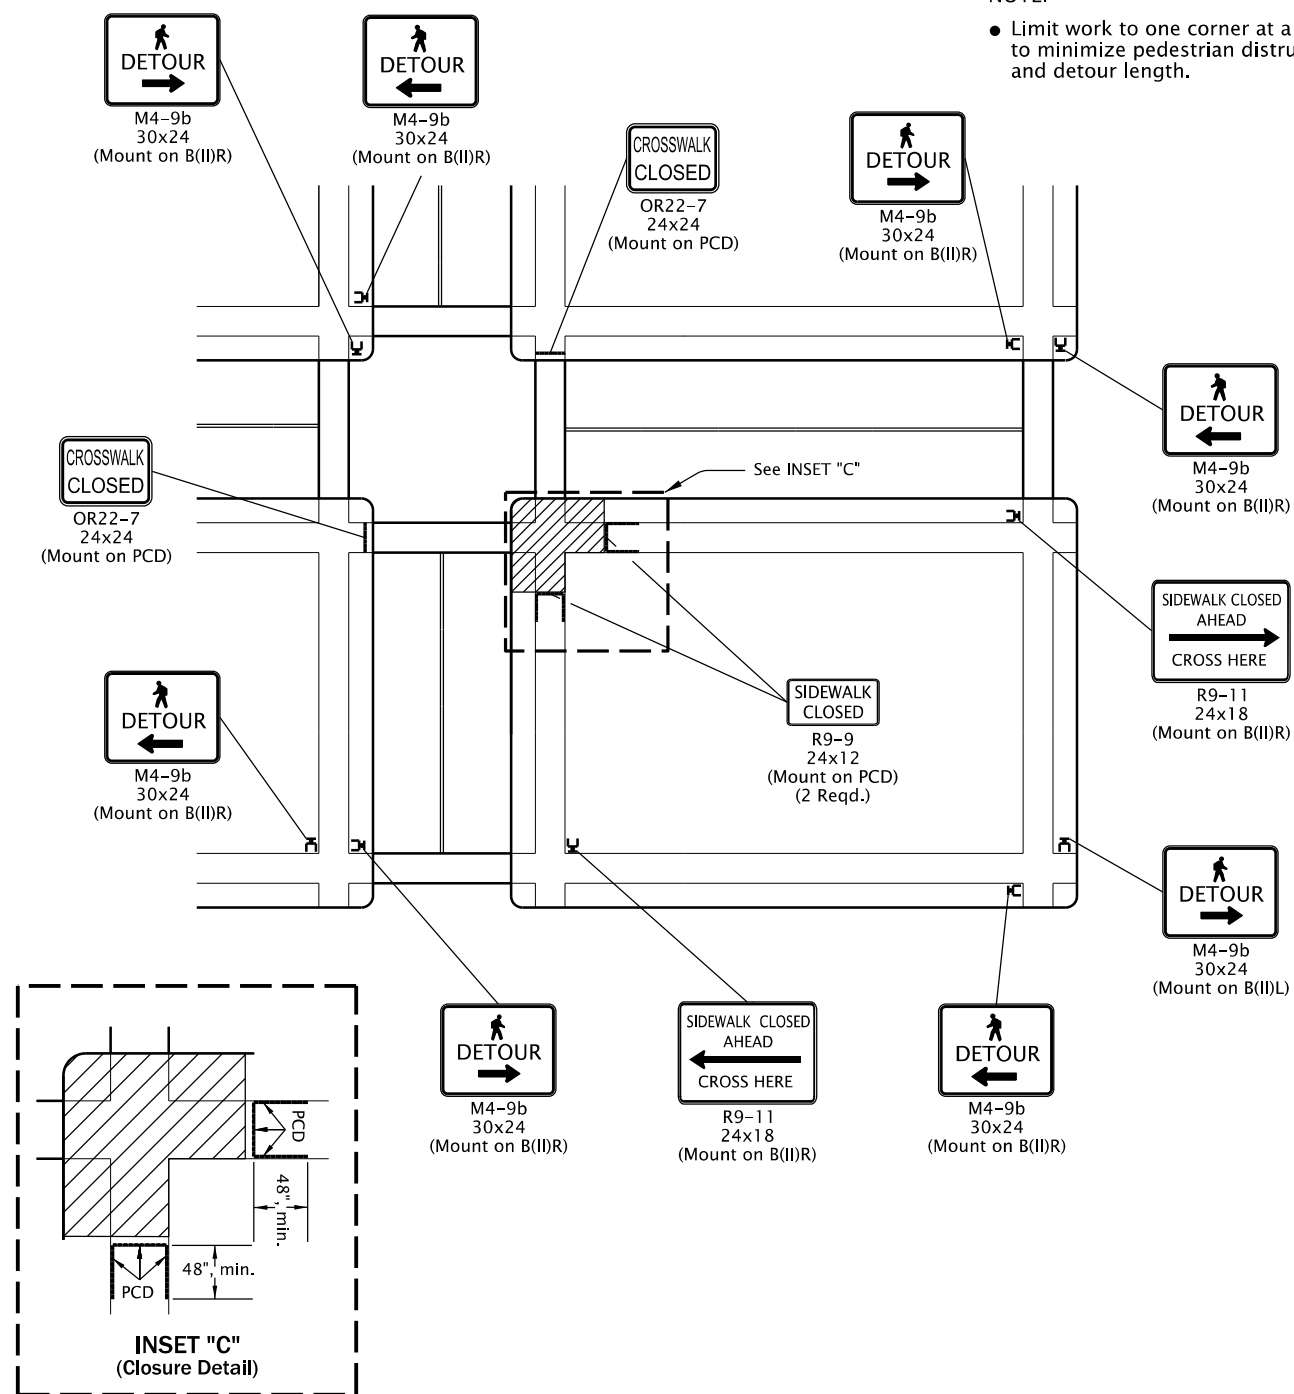 ● Limit work to one corner at a
to minimize pedestrian
and detour length.
DETOUR
M4-9b
30x24
(Mount on B(II)R)
DETOUR
M4-9b
30x24
(Mount on B(II)R)
CROSSWALK
CLOSED
OR22-7
24x24
(Mount on PCD)
DETOUR
M4-9b
30x24
(Mount on B(II)R)
DETOUR
M4-9b
30x24
(Mount on B(II)R)
CROSSWALK
CLOSED
OR22-7
24x24
(Mount on PCD)
See INSET "C"
SIDEWALK CLOSED
AHEAD
CROSS HERE
R9-11
24x18
(Mount on B(II)R)
SIDEWALK
CLOSED
R9-9
24x12
(Mount on PCD)
(2 Reqd.)
DETOUR
M4-9b
30x24
(Mount on B(II)R)
DETOUR
M4-9b
30x24
(Mount on B(II)L)
DETOUR
M4-9b
30x24
(Mount on B(II)R)
SIDEWALK CLOSED
AHEAD
CROSS HERE
R9-11
24x18
(Mount on B(II)R)
DETOUR
M4-9b
30x24
(Mount on B(II)R)
PCD
48", min.
48", min.
PCD
INSET "C"
(Closure Detail)